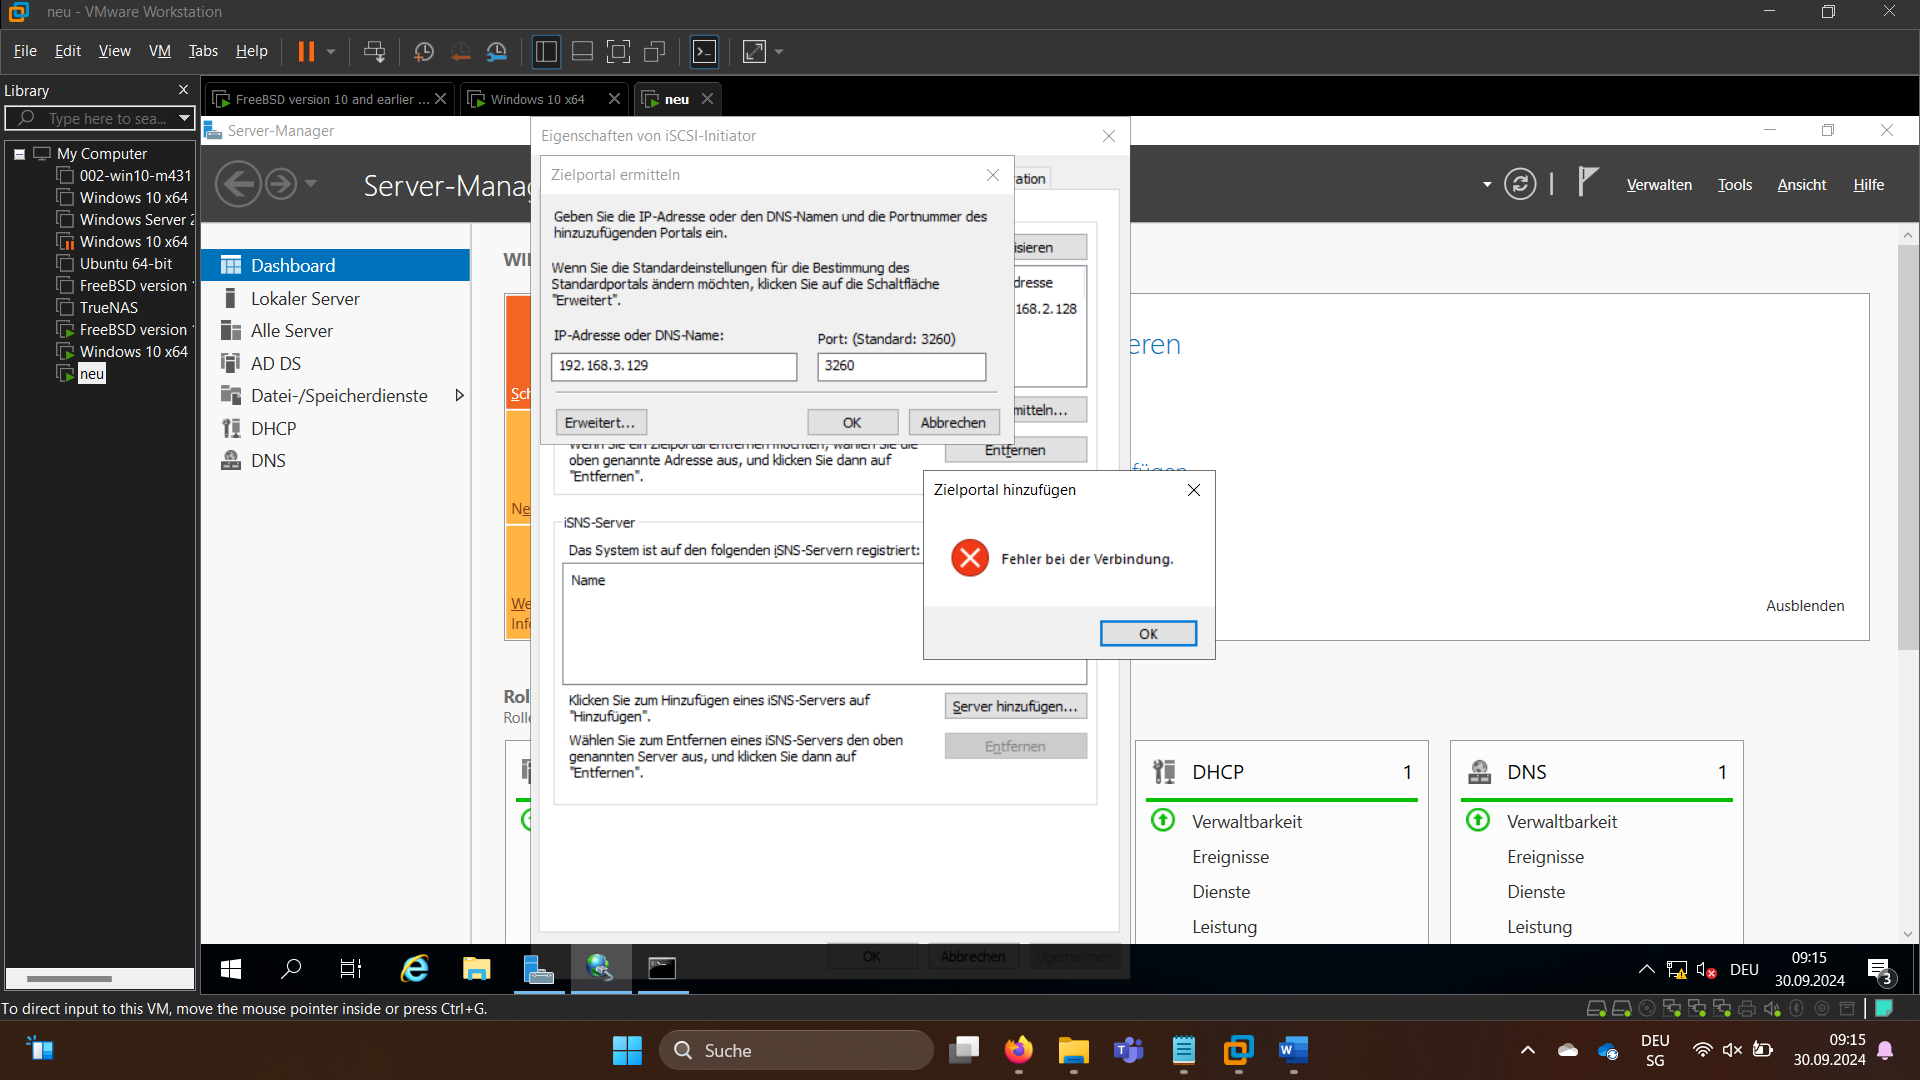 neu - VMware Workstation
File Edit View VM Tabs Help
Library
Type here to sea...
My Computer
002-win10-m431
Windows 10 x64
Windows Server 2
Windows 10 x64
Ubuntu 64-bit
FreeBSD version
TrueNAS
FreeBSD version
Windows 10 x64
neu
FreeBSD version 10 and earlier ...
Windows 10 x64
neu
Server-Manager
Server-Manag
Verwalten Tools Ansicht Hilfe
Dashboard
Lokaler Server
Alle Server
AD DS
Datei-/Speicherdienste
DHCP
DNS
Eigenschaften von iSCSI-Initiator
Zielportal ermitteln
Geben Sie die IP-Adresse oder den DNS-Namen und die Portnummer des
hinzuzufügenden Portals ein.
Wenn Sie die Standardeinstellungen für die Bestimmung des
Standardportals ändern möchten, klicken Sie auf die Schaltfläche
"Erweitert".
IP-Adresse oder DNS-Name:
Port: (Standard: 3260)
192.168.3.129
3260
Erweitert...
OK
Abbrechen
ration
isieren
dresse
168.2.128
mitteln...
Wenn Sie ein Zielportal entfernen möchten, wählen Sie die
oben genannte Adresse aus, und klicken Sie dann auf
"Entfernen".
Entfernen
iSNS-Server
Das System ist auf den folgenden iSNS-Servern registriert:
Name
Klicken Sie zum Hinzufügen eines iSNS-Servers auf
"Hinzufügen".
Server hinzufügen...
Wählen Sie zum Entfernen eines iSNS-Servers den oben
genannten Server aus, und klicken Sie dann auf
"Entfernen".
Entfernen
OK Abbrechen Übernehmen
Zielportal hinzufügen
Fehler bei der Verbindung.
OK
WI
eren
fügen
Sch
Ne
We
Inf
Ausblenden
Rol
Rolle
DHCP 1
Verwaltbarkeit
Ereignisse
Dienste
Leistung
DNS 1
Verwaltbarkeit
Ereignisse
Dienste
Leistung
DEU
09:15
30.09.2024
3
To direct input to this VM, move the mouse pointer inside or press Ctrl+G.
Suche
DEU
SG
09:15
30.09.2024